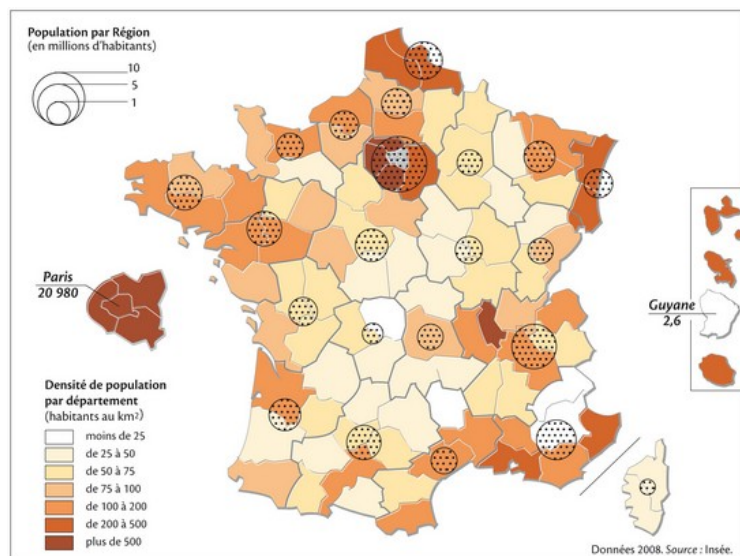 Population par Région
(en millions d'habitants)
10
5
1
Paris
20 980
Guyane
2,6
Densité de population
par département
(habitants au km2)
moins de 25
de 25 à 50
de 50 à 75
de 75 à 100
de 100 à 200
de 200 à 500
plus de 500
Données 2008. Source : Insée.